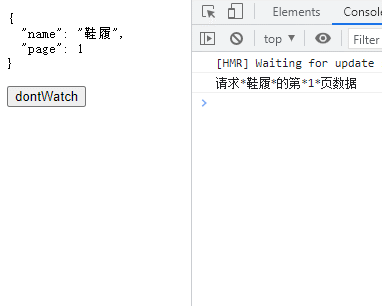 {
  "name": "鞋履",
  "page": 1
}
dontWatch
Elements
Conso
top
Filter
[HMR] Waiting for update
请求*鞋履*的第*1*页数据